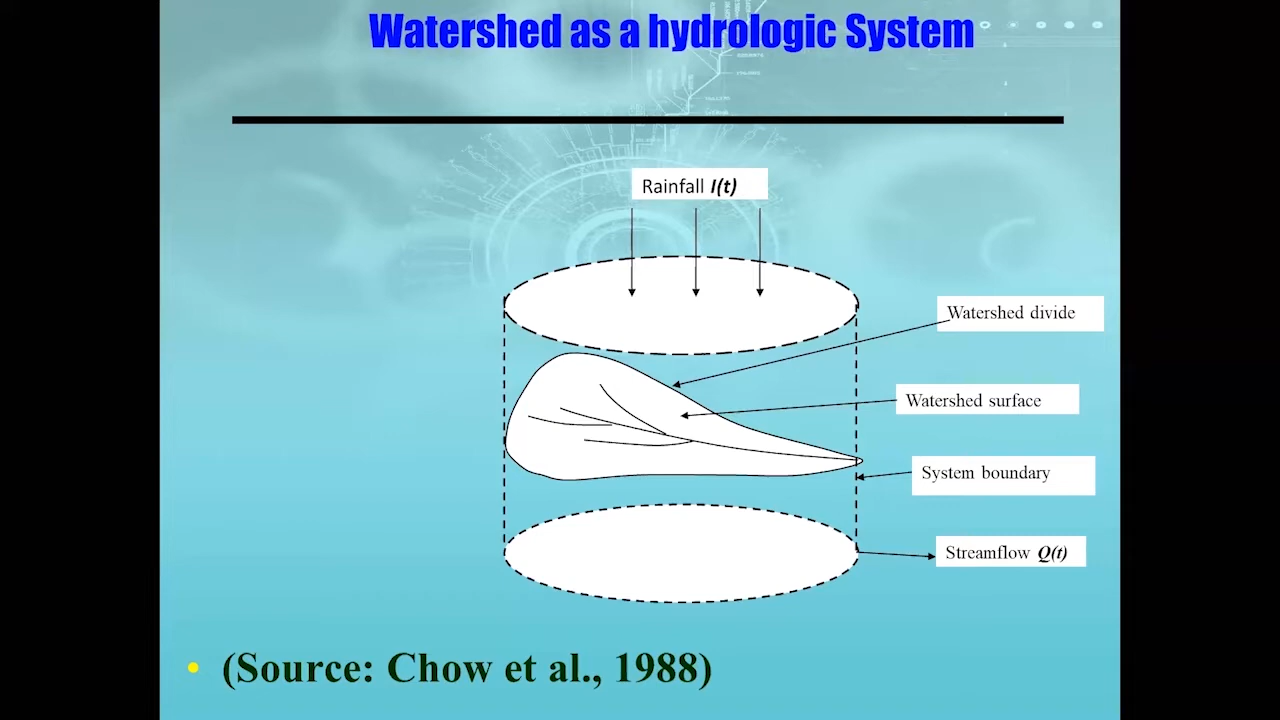 Watershed as a hydrologic System
Rainfall I(t)
Watershed divide
Watershed surface
System boundary
Streamflow Q(t)
• (Source: Chow et al., 1988)